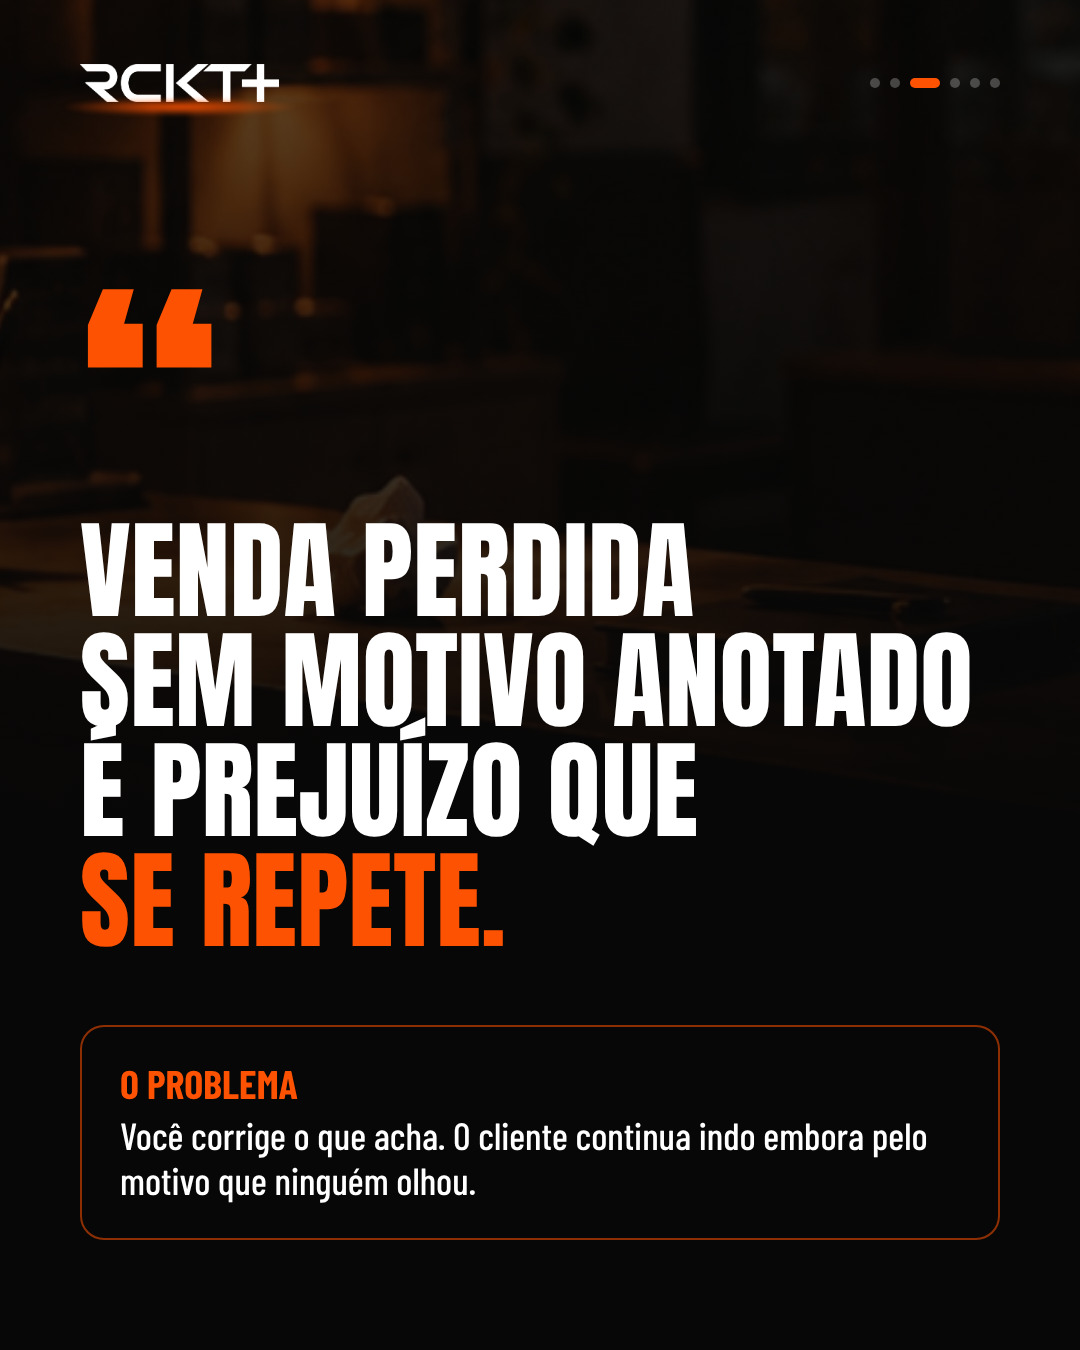 RCKT+
“
VENDA PERDIDA
SEM MOTIVO ANOTADO
É PREJUÍZO QUE
SE REPETE.
O PROBLEMA
Você corrige o que acha. O cliente continua indo embora pelo
motivo que ninguém olhou.